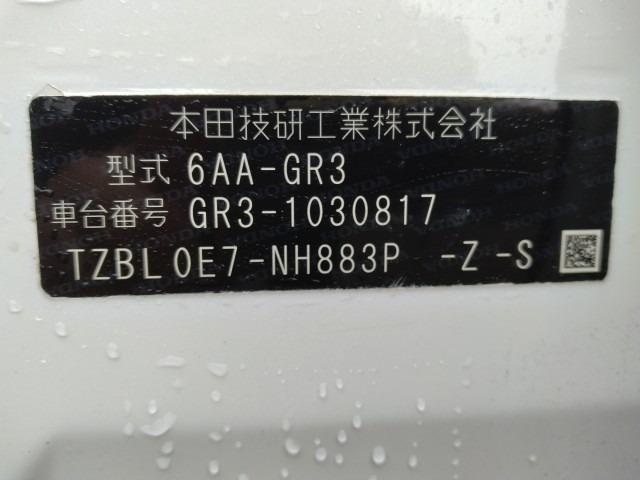 本田技研工業株式会社
型式 6AA-GR3
車台番号 GR3-1030817
TZBL0E7-NH883P -Z-S